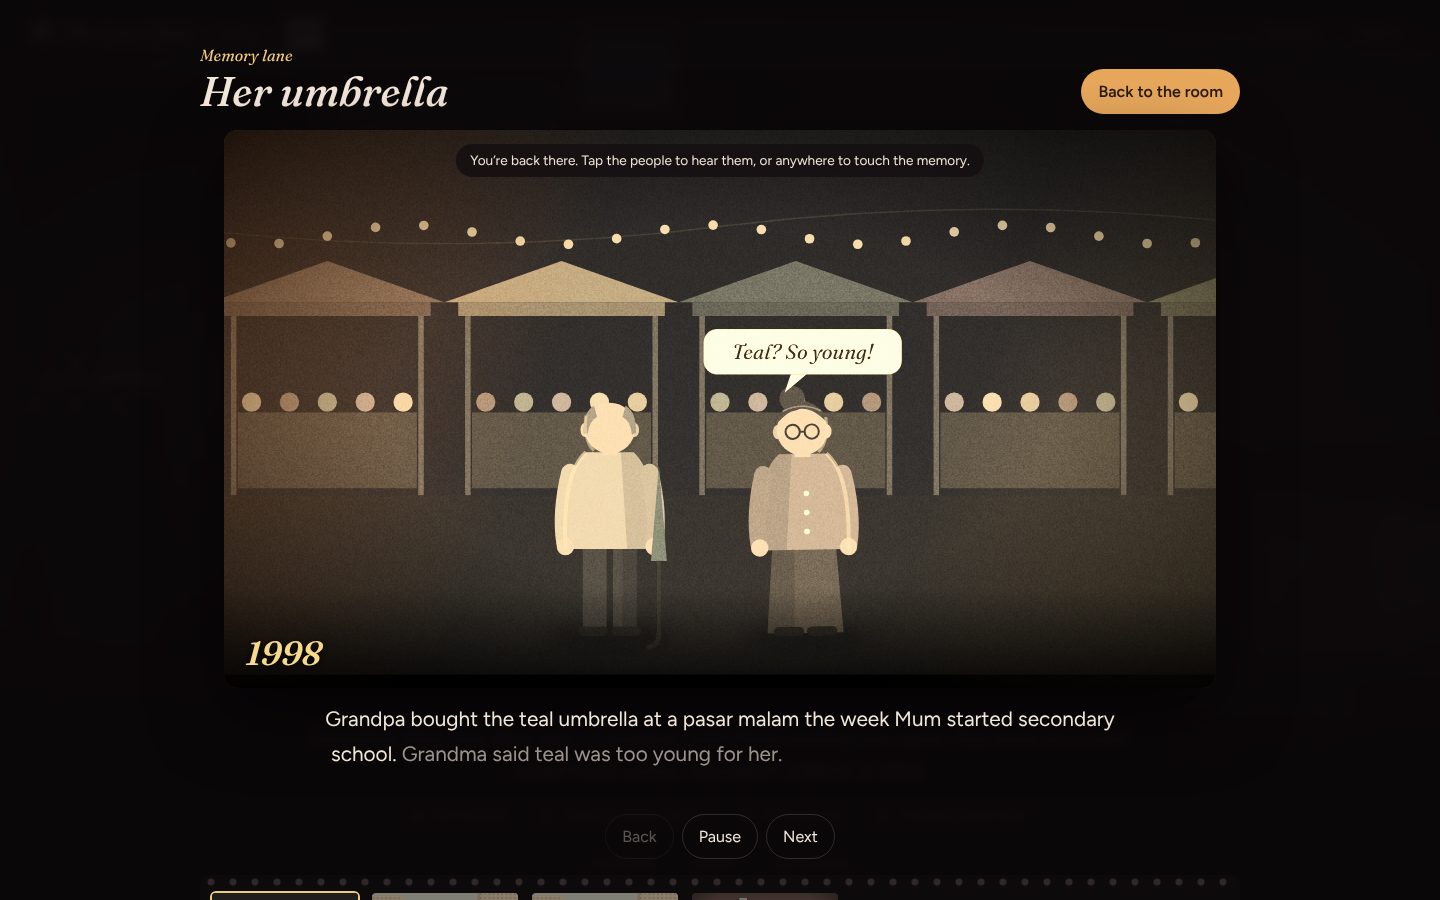 Memory lane
Her umbrella
Back to the room
You're back there. Tap the people to hear them, or anywhere to touch the memory.
Teal? So young!
1998
Grandpa bought the teal umbrella at a pasar malam the week Mum started secondary
school. Grandma said teal was too young for her.
Back
Pause
Next